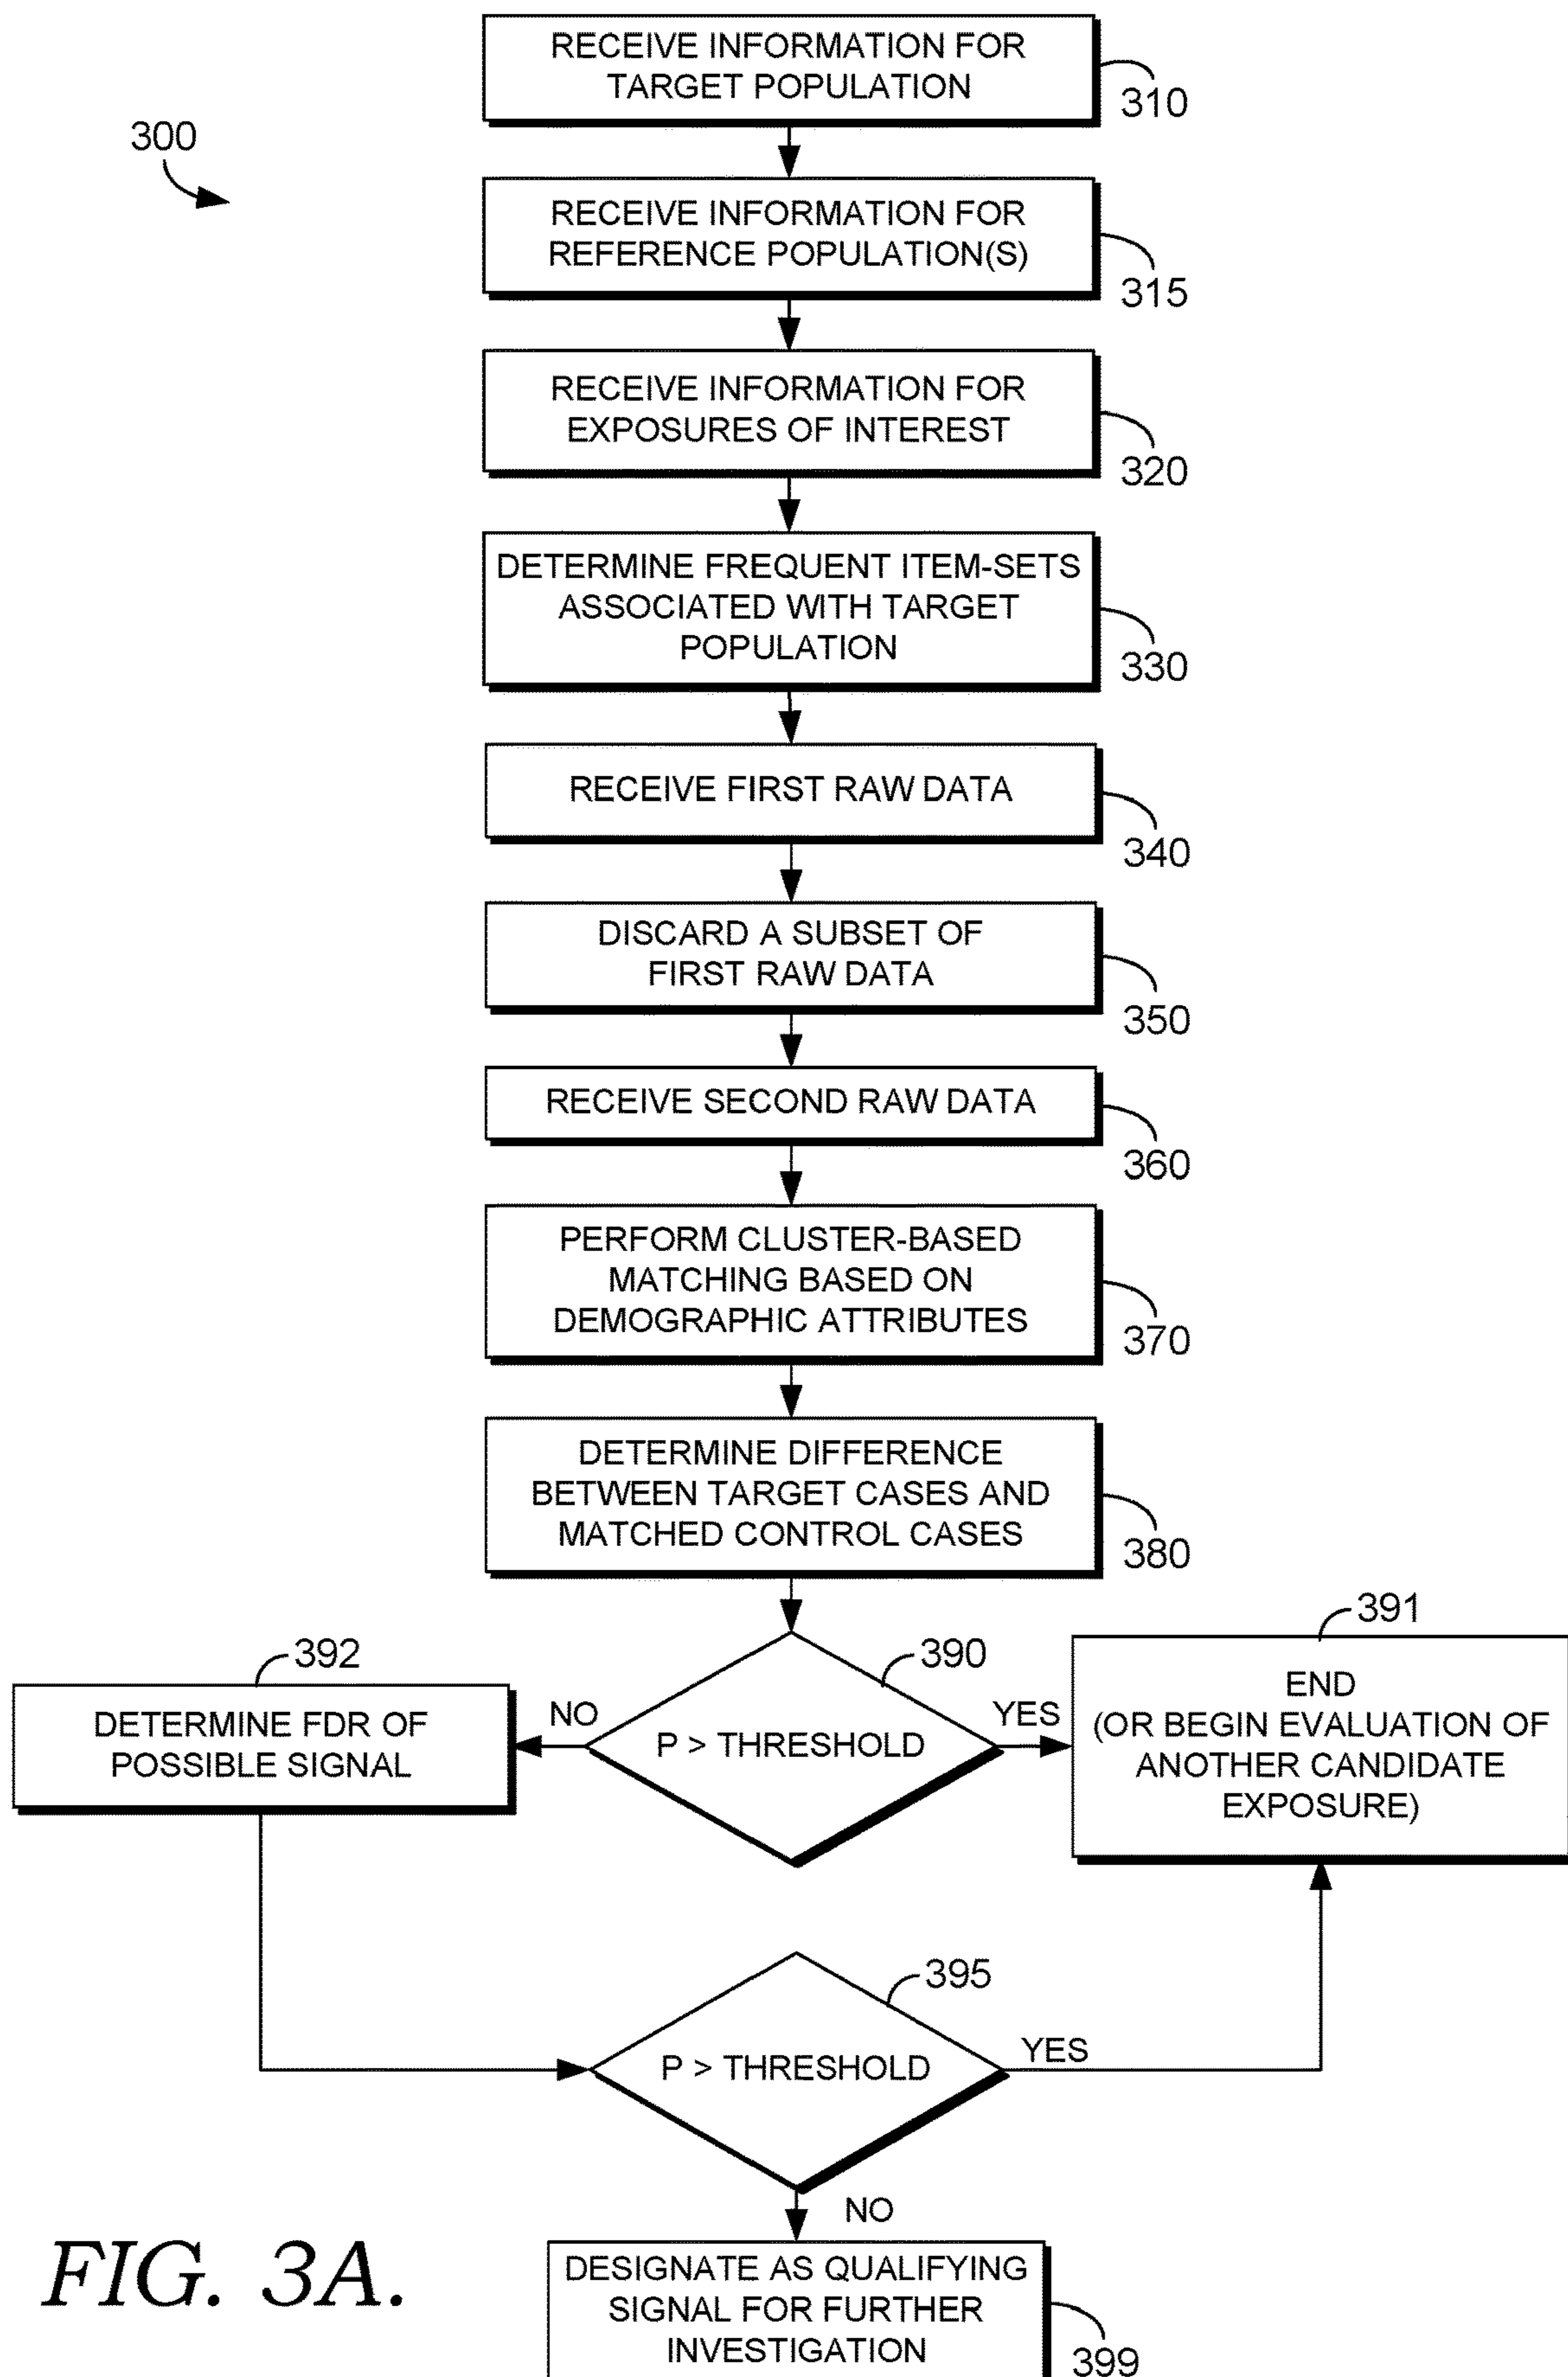 RECEIVE INFORMATION FOR
TARGET POPULATION
310
300
RECEIVE INFORMATION FOR
REFERENCE POPULATION(S)
315
RECEIVE INFORMATION FOR
EXPOSURES OF INTEREST
320
DETERMINE FREQUENT ITEM-SETS
ASSOCIATED WITH TARGET
POPULATION
330
RECEIVE FIRST RAW DATA
340
DISCARD A SUBSET OF
FIRST RAW DATA
350
RECEIVE SECOND RAW DATA
360
PERFORM CLUSTER-BASED
MATCHING BASED ON
DEMOGRAPHIC ATTRIBUTES
370
DETERMINE DIFFERENCE
BETWEEN TARGET CASES AND
MATCHED CONTROL CASES
380
390
P > THRESHOLD
NO
YES
392
DETERMINE FDR OF
POSSIBLE SIGNAL
391
END
(OR BEGIN EVALUATION OF
ANOTHER CANDIDATE
EXPOSURE)
395
P > THRESHOLD
YES
NO
DESIGNATE AS QUALIFYING
SIGNAL FOR FURTHER
INVESTIGATION
399
FIG. 3A.